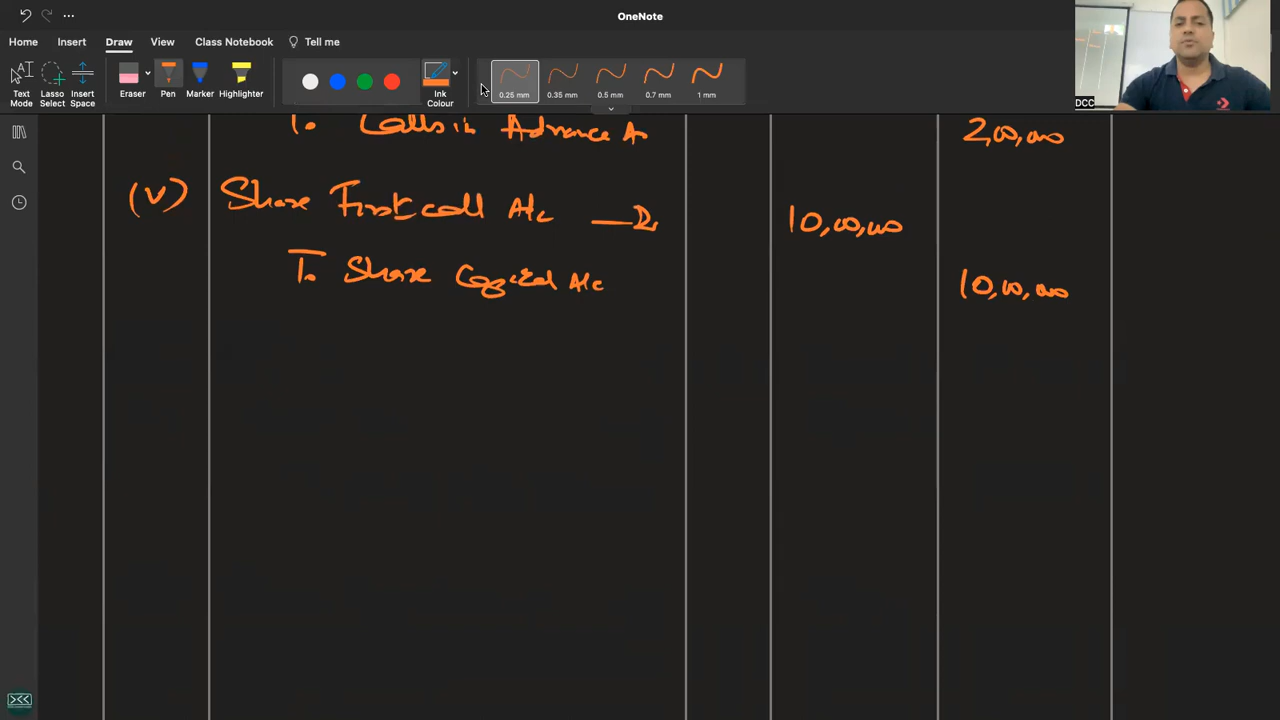 OneNote
Home Insert Draw View Class Notebook Tell me
Text Mode Lasso Select Insert Space Eraser Pen Marker Highlighter Ink Colour 0.25 mm 0.35 mm 0.5 mm 0.7 mm 1 mm
DCC
To Calls in Advance A/c 2,00,000
(V) Share First call A/c — Dr 10,00,000
To Share Capital A/c 10,00,000
DCC